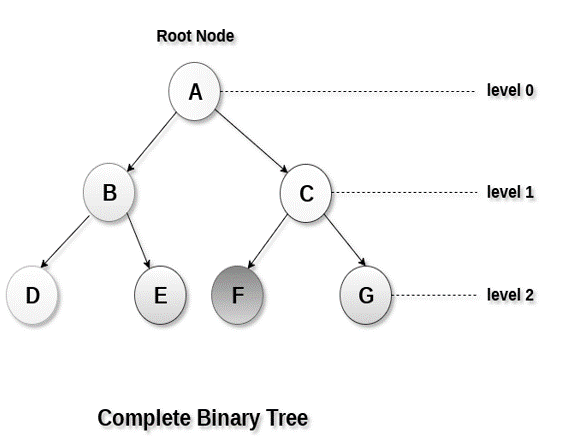 Root Node
A
level 0
B
C
level 1
D
E
F
G
level 2
Complete Binary Tree